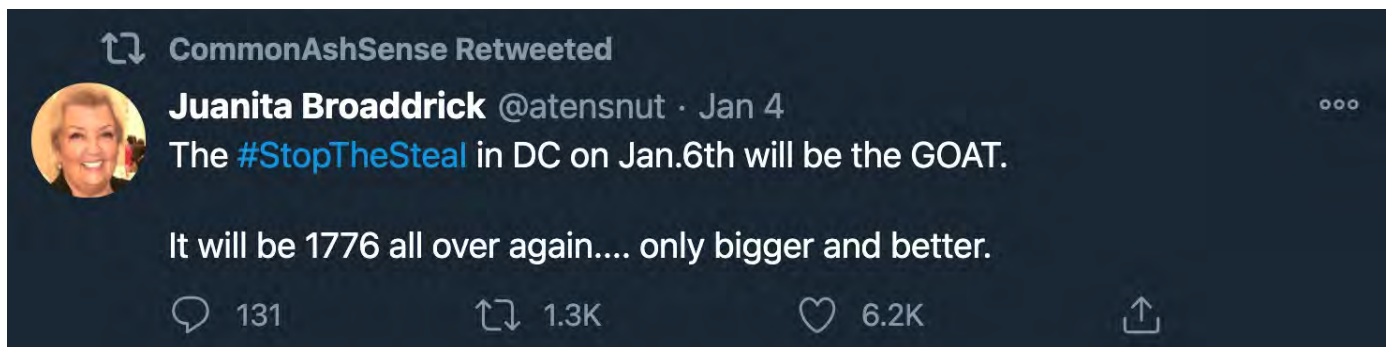 CommonAshSense Retweeted
Juanita Broaddrick @atensnut · Jan 4
The #StopTheSteal in DC on Jan.6th will be the GOAT.
It will be 1776 all over again.... only bigger and better.
131 1.3K 6.2K